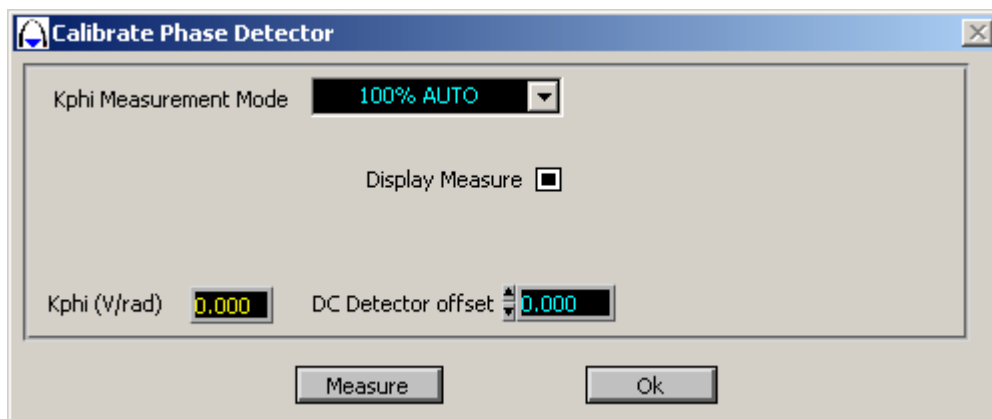 Calibrate Phase Detector
Kphi Measurement Mode 100% AUTO
Display Measure
Kphi (V/rad) 0.000 DC Detector offset 0.000
Measure Ok